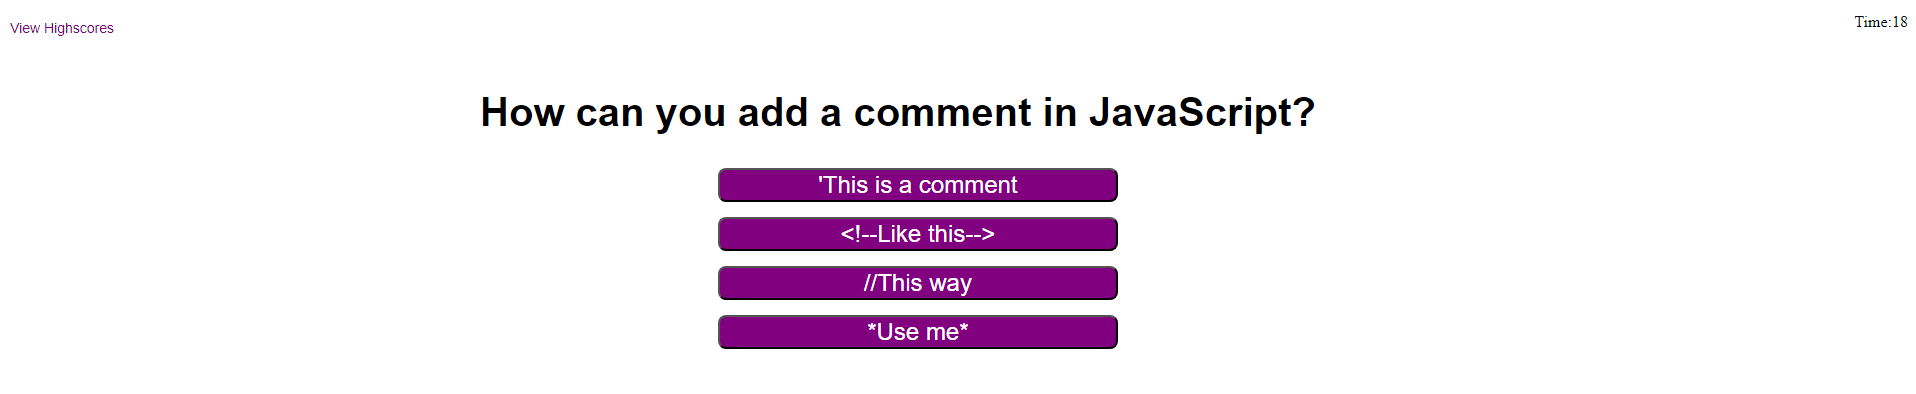 View Highscores
Time:18
How can you add a comment in JavaScript?
'This is a comment
<!--Like this-->
//This way
*Use me*